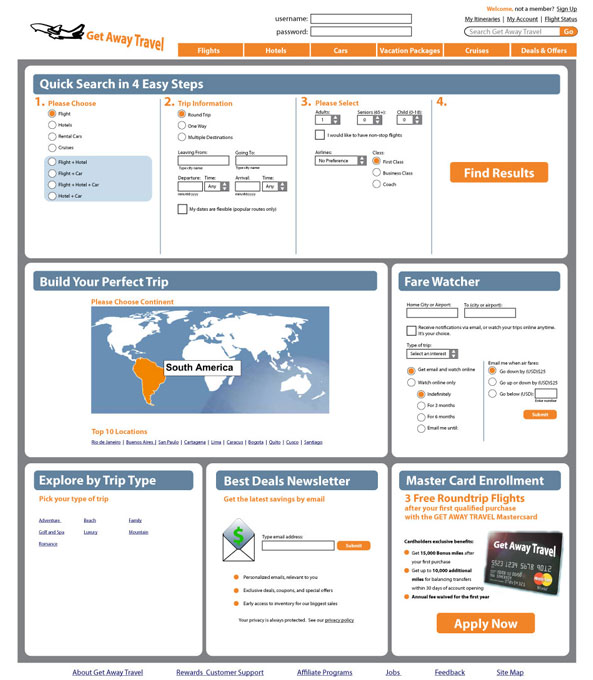 Welcome, not a member? Sign Up
username:
My Itineraries | My Account | Flight Status
password:
Search Get Away Travel Go
Get Away Travel
Flights Hotels Cars Vacation Packages Cruises Deals & Offers
Quick Search in 4 Easy Steps
1. Please Choose
Flight
Hotels
Rental Cars
Cruises
Flight + Hotel
Flight + Car
Flight + Hotel + Car
Hotel + Car
2. Trip Information
Round Trip
One Way
Multiple Destinations
Leaving From: Going To:
Type city name Type city name
Departure: Time: Arrival: Time:
Any Any
mm/dd/yyyy mm/dd/yyyy
My dates are flexible (popular routes only)
3. Please Select
Adults: Seniors (65+): Child (0-18):
1 0 0
I would like to have non-stop flights
Airlines: Class:
No Preference First Class
Business Class
Coach
4.
Find Results
Build Your Perfect Trip
Please Choose Continent
South America
Top 10 Locations
Rio de Janeiro | Buenos Aires | San Paulo | Cartagena | Lima | Caracus | Bogota | Quito | Cusco | Santiago
Fare Watcher
Home City or Airport: To (city or airport):
Receive notifications via email, or watch your trips online anytime.
It's your choice.
Type of trip:
Select an interest
Get email and watch online
Watch online only
Indefinitely
For 3 months
For 6 months
Email me until:
Email me when air fares:
Go down by (USD)$25
Go up or down by (USD)$25
Go below (USD):
Enter number
Submit
Explore by Trip Type
Pick your type of trip
Beach Family
Golf and Spa Luxury Mountain
Romance
Best Deals Newsletter
Get the latest savings by email
$
Type email address:
Submit
Personalized emails, relevant to you
Exclusive deals, coupons, and special offers
Early access to inventory for our biggest sales
Your privacy is always protected. See our privacy policy
Master Card Enrollment
3 Free Roundtrip Flights
after your first qualified purchase
with the GET AWAY TRAVEL Mastercard
Cardholders exclusive benefits:
Get 15,000 Bonus miles after
your first purchase
Get up to 10,000 additional
miles for balancing transfers
within 30 days of account opening
Annual fee waived for the first year
Get Away Travel
5523 1234 5678 9012
MasterCard
Apply Now
About Get Away Travel Rewards Customer Support Affiliate Programs Jobs Feedback Site Map